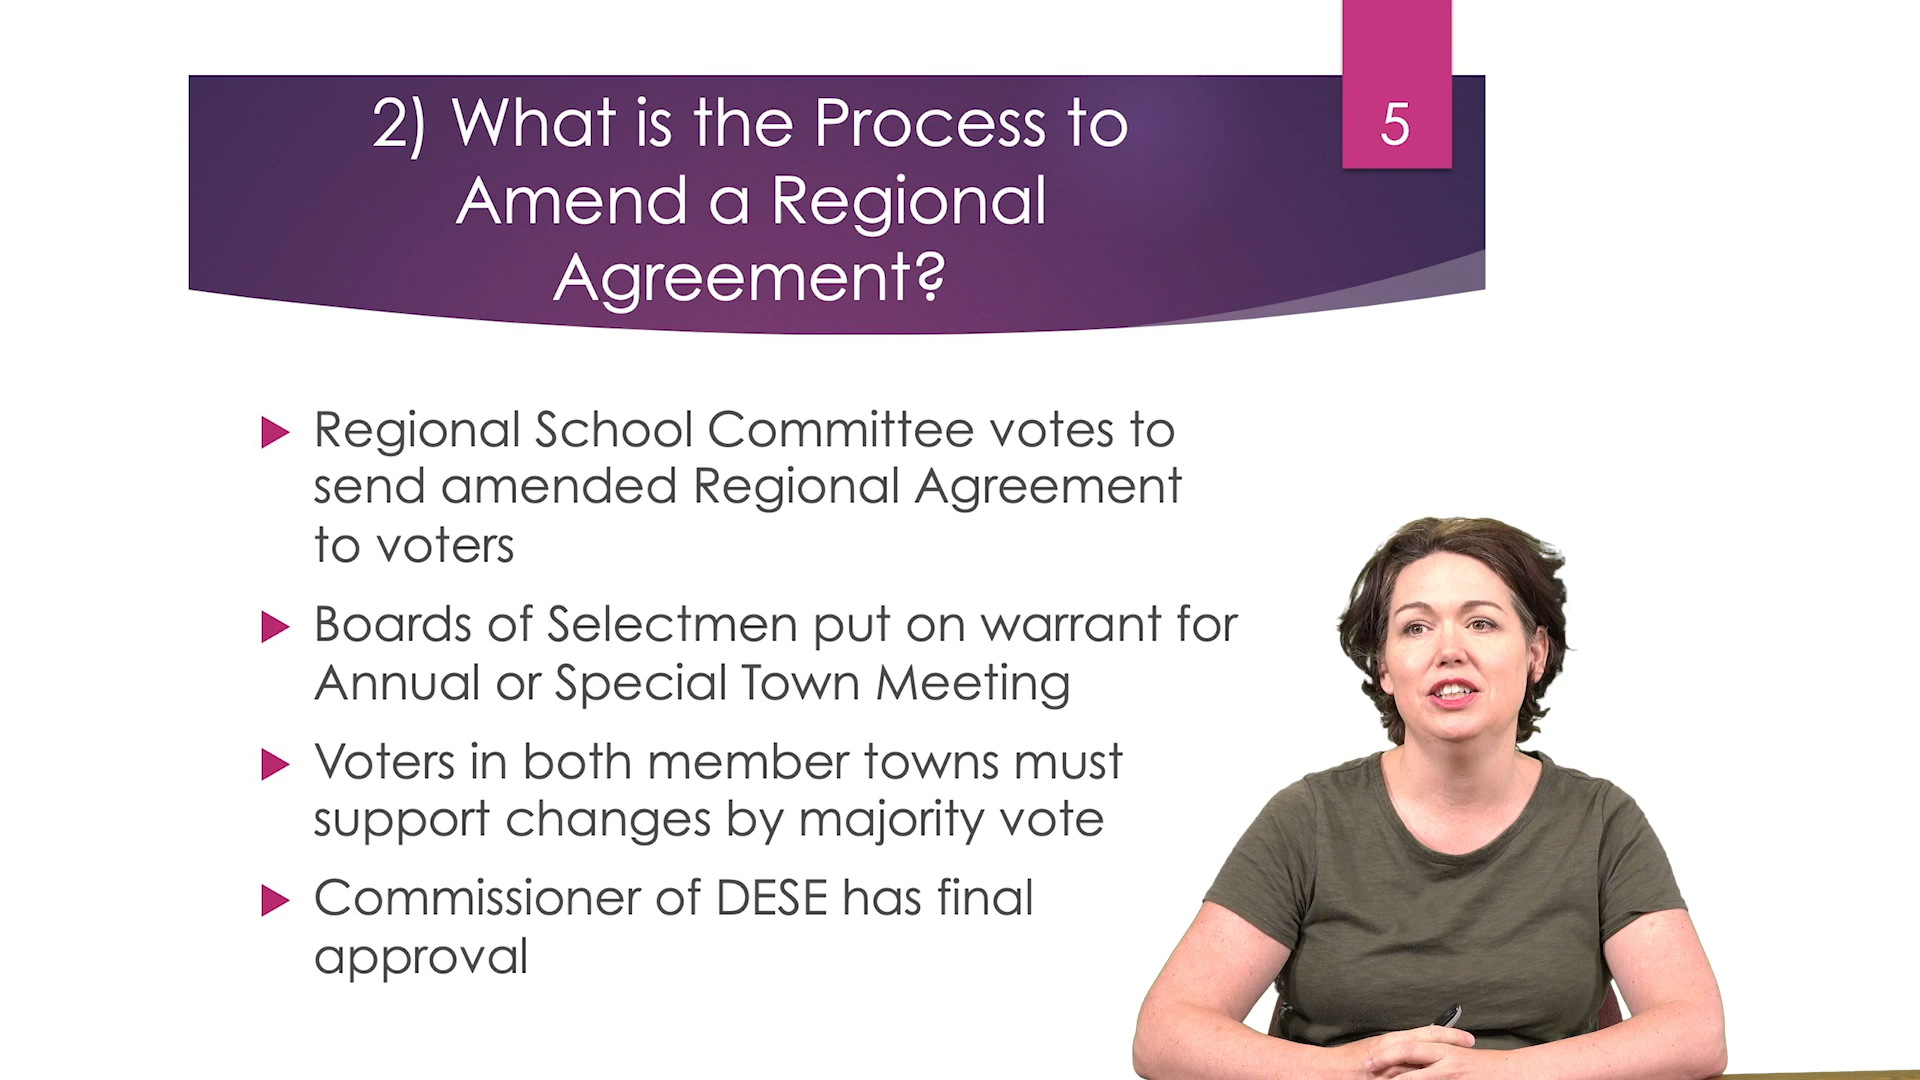 2) What is the Process to
Amend a Regional
Agreement?
5
Regional School Committee votes to
send amended Regional Agreement
to voters
Boards of Selectmen put on warrant for
Annual or Special Town Meeting
Voters in both member towns must
support changes by majority vote
Commissioner of DESE has final
approval